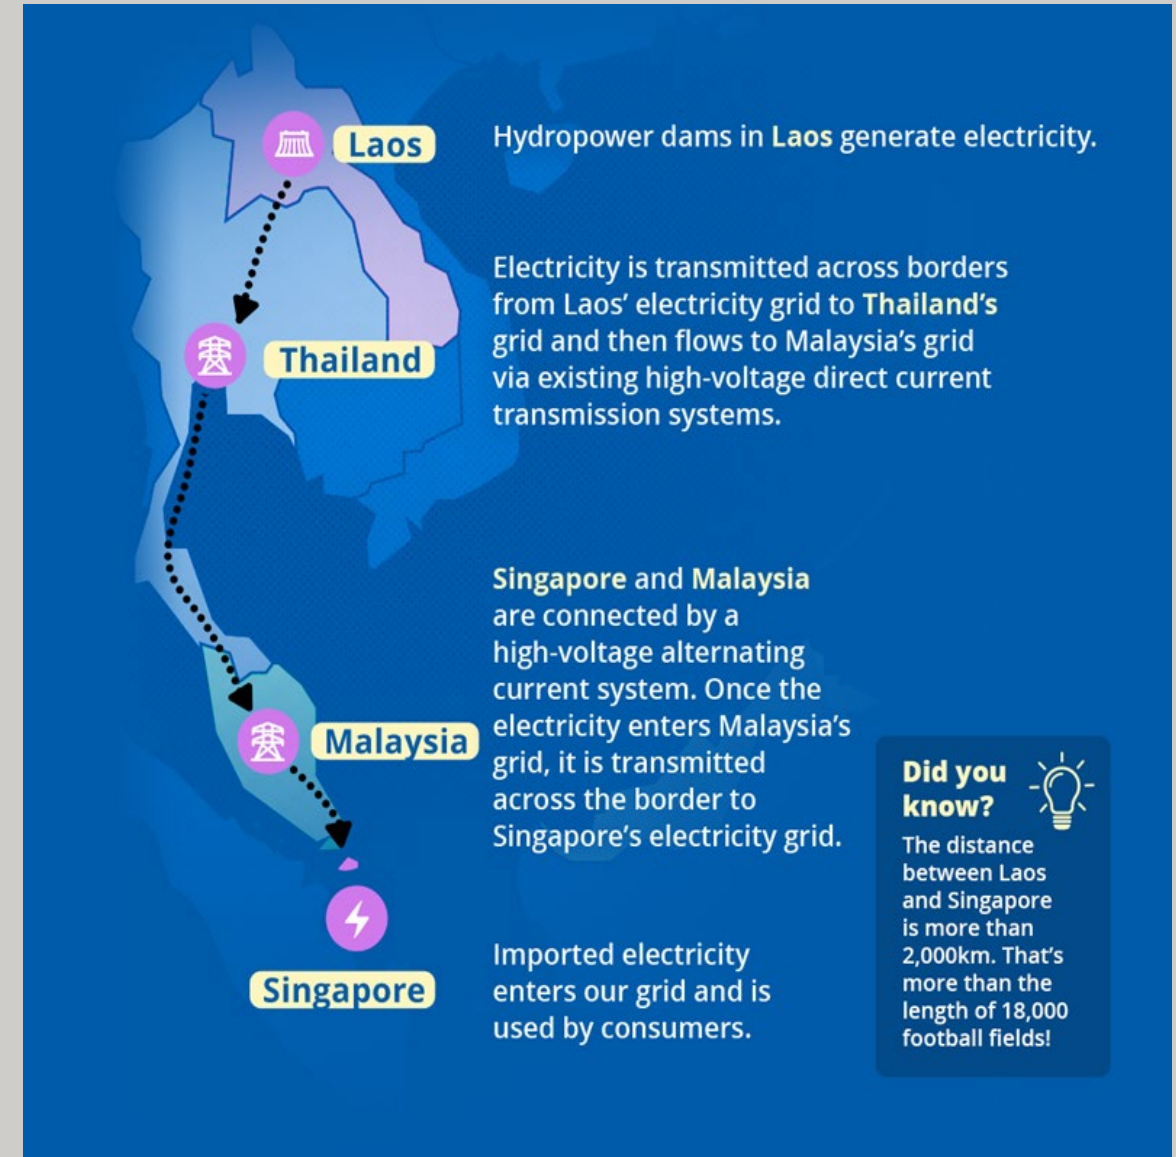 Laos
Hydropower dams in Laos generate electricity.
Electricity is transmitted across borders
from Laos’ electricity grid to Thailand’s
grid and then flows to Malaysia’s grid
via existing high-voltage direct current
transmission systems.
Thailand
Singapore and Malaysia
are connected by a
high-voltage alternating
current system. Once the
electricity enters Malaysia’s
grid, it is transmitted
across the border to
Singapore’s electricity grid.
Malaysia
Did you
know?
The distance
between Laos
and Singapore
is more than
2,000km. That’s
more than the
length of 18,000
football fields!
Singapore
Imported electricity
enters our grid and is
used by consumers.